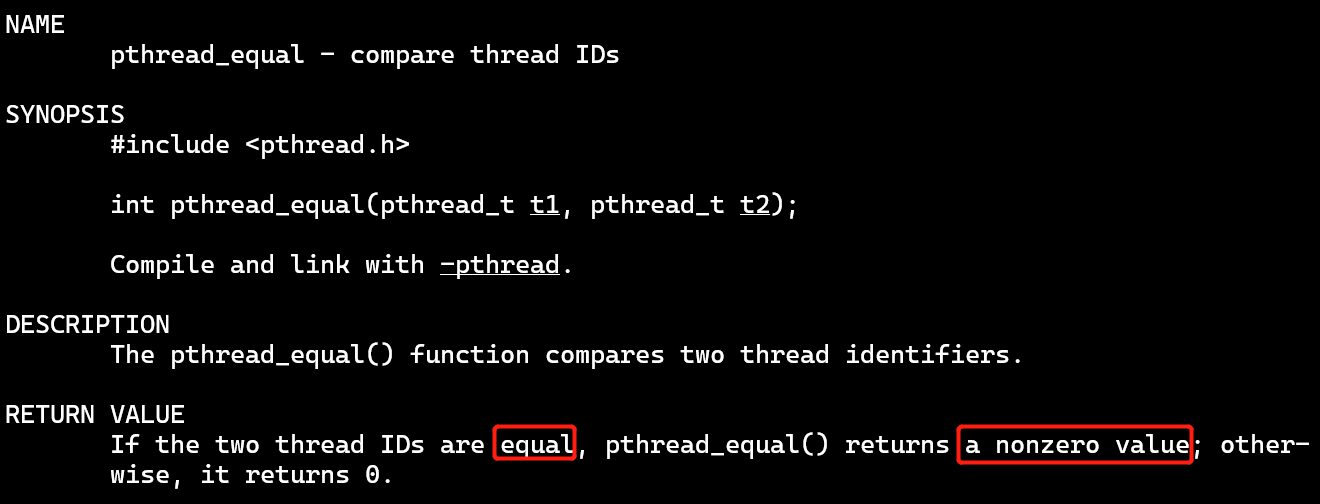 NAME
pthread_equal - compare thread IDs
SYNOPSIS
#include <pthread.h>
int pthread_equal(pthread_t t1, pthread_t t2);
Compile and link with -pthread.
DESCRIPTION
The pthread_equal() function compares two thread identifiers.
RETURN VALUE
If the two thread IDs are equal, pthread_equal() returns a nonzero value; other-
wise, it returns 0.